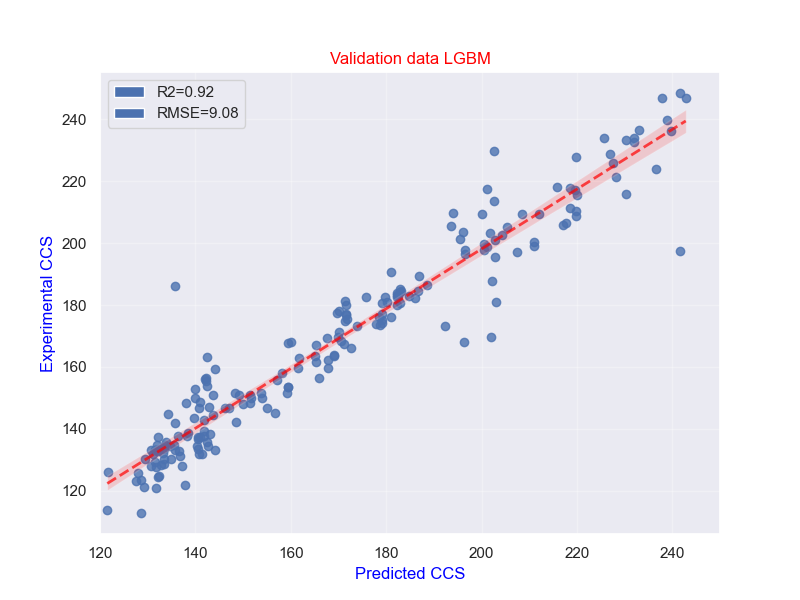 Validation data LGBM
R2=0.92
RMSE=9.08
Experimental CCS
240
220
200
180
160
140
120
120 140 160 180 200 220 240
Predicted CCS